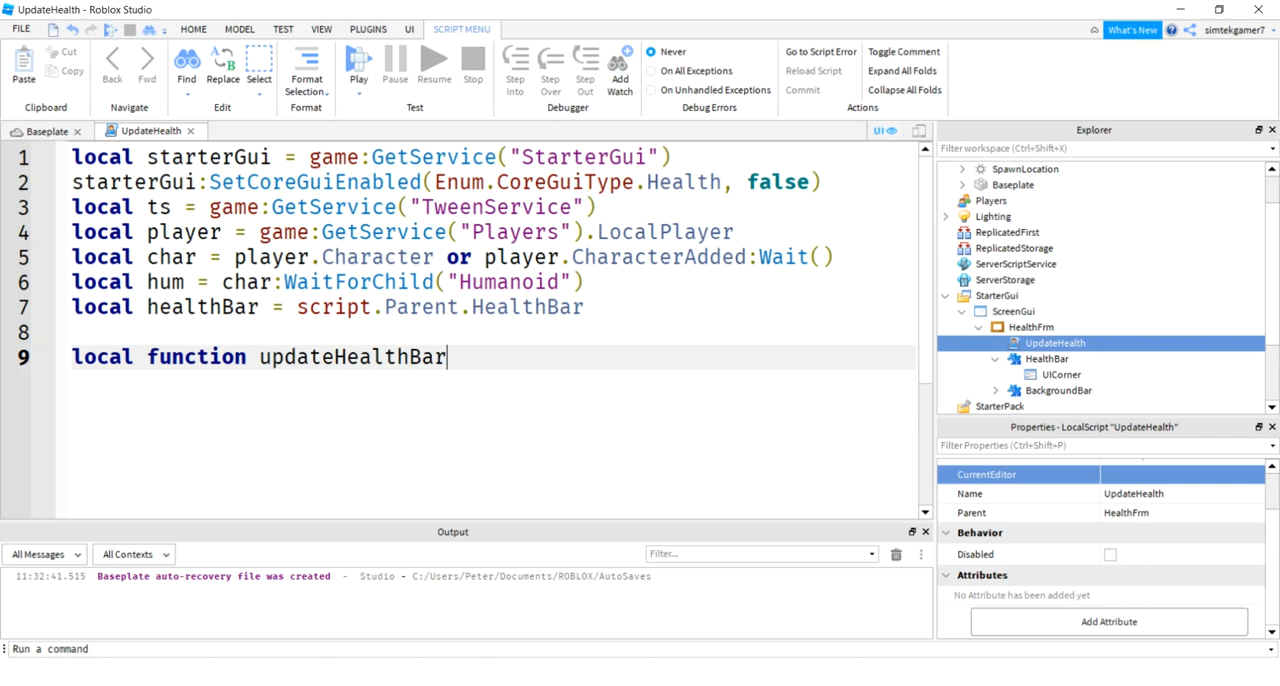 UpdateHealth - Roblox Studio
FILE HOME MODEL TEST VIEW PLUGINS UI SCRIPT MENU What's New simtekgamer7
Paste Cut Copy Clipboard
Back Fwd Navigate
Find Replace Select Edit
Format Selection Format
Play Pause Resume Stop Test
Step Into Step Over Step Out Add Watch Debugger
Never
On All Exceptions
On Unhandled Exceptions
Debug Errors
Go to Script Error Toggle Comment
Reload Script Expand All Folds
Commit Collapse All Folds
Actions
Baseplate UpdateHealth UI
1 local starterGui = game:GetService("StarterGui")
2 starterGui:SetCoreGuiEnabled(Enum.CoreGuiType.Health, false)
3 local ts = game:GetService("TweenService")
4 local player = game:GetService("Players").LocalPlayer
5 local char = player.Character or player.CharacterAdded:Wait()
6 local hum = char:WaitForChild("Humanoid")
7 local healthBar = script.Parent.HealthBar
8
9 local function updateHealthBar
Explorer
Filter workspace (Ctrl+Shift+X)
SpawnLocation
Baseplate
Players
Lighting
ReplicatedFirst
ReplicatedStorage
ServerScriptService
ServerStorage
StarterGui
ScreenGui
HealthFrm
UpdateHealth
HealthBar
UICorner
BackgroundBar
StarterPack
Properties - LocalScript "UpdateHealth"
Filter Properties (Ctrl+Shift+P)
CurrentEditor
Name UpdateHealth
Parent HealthFrm
Behavior
Disabled
Attributes
No Attribute has been added yet
Add Attribute
Output
All Messages All Contexts Filter...
11:32:41.515 Baseplate auto-recovery file was created - Studio - C:/Users/Peter/Documents/ROBLOX/AutoSaves
Run a command